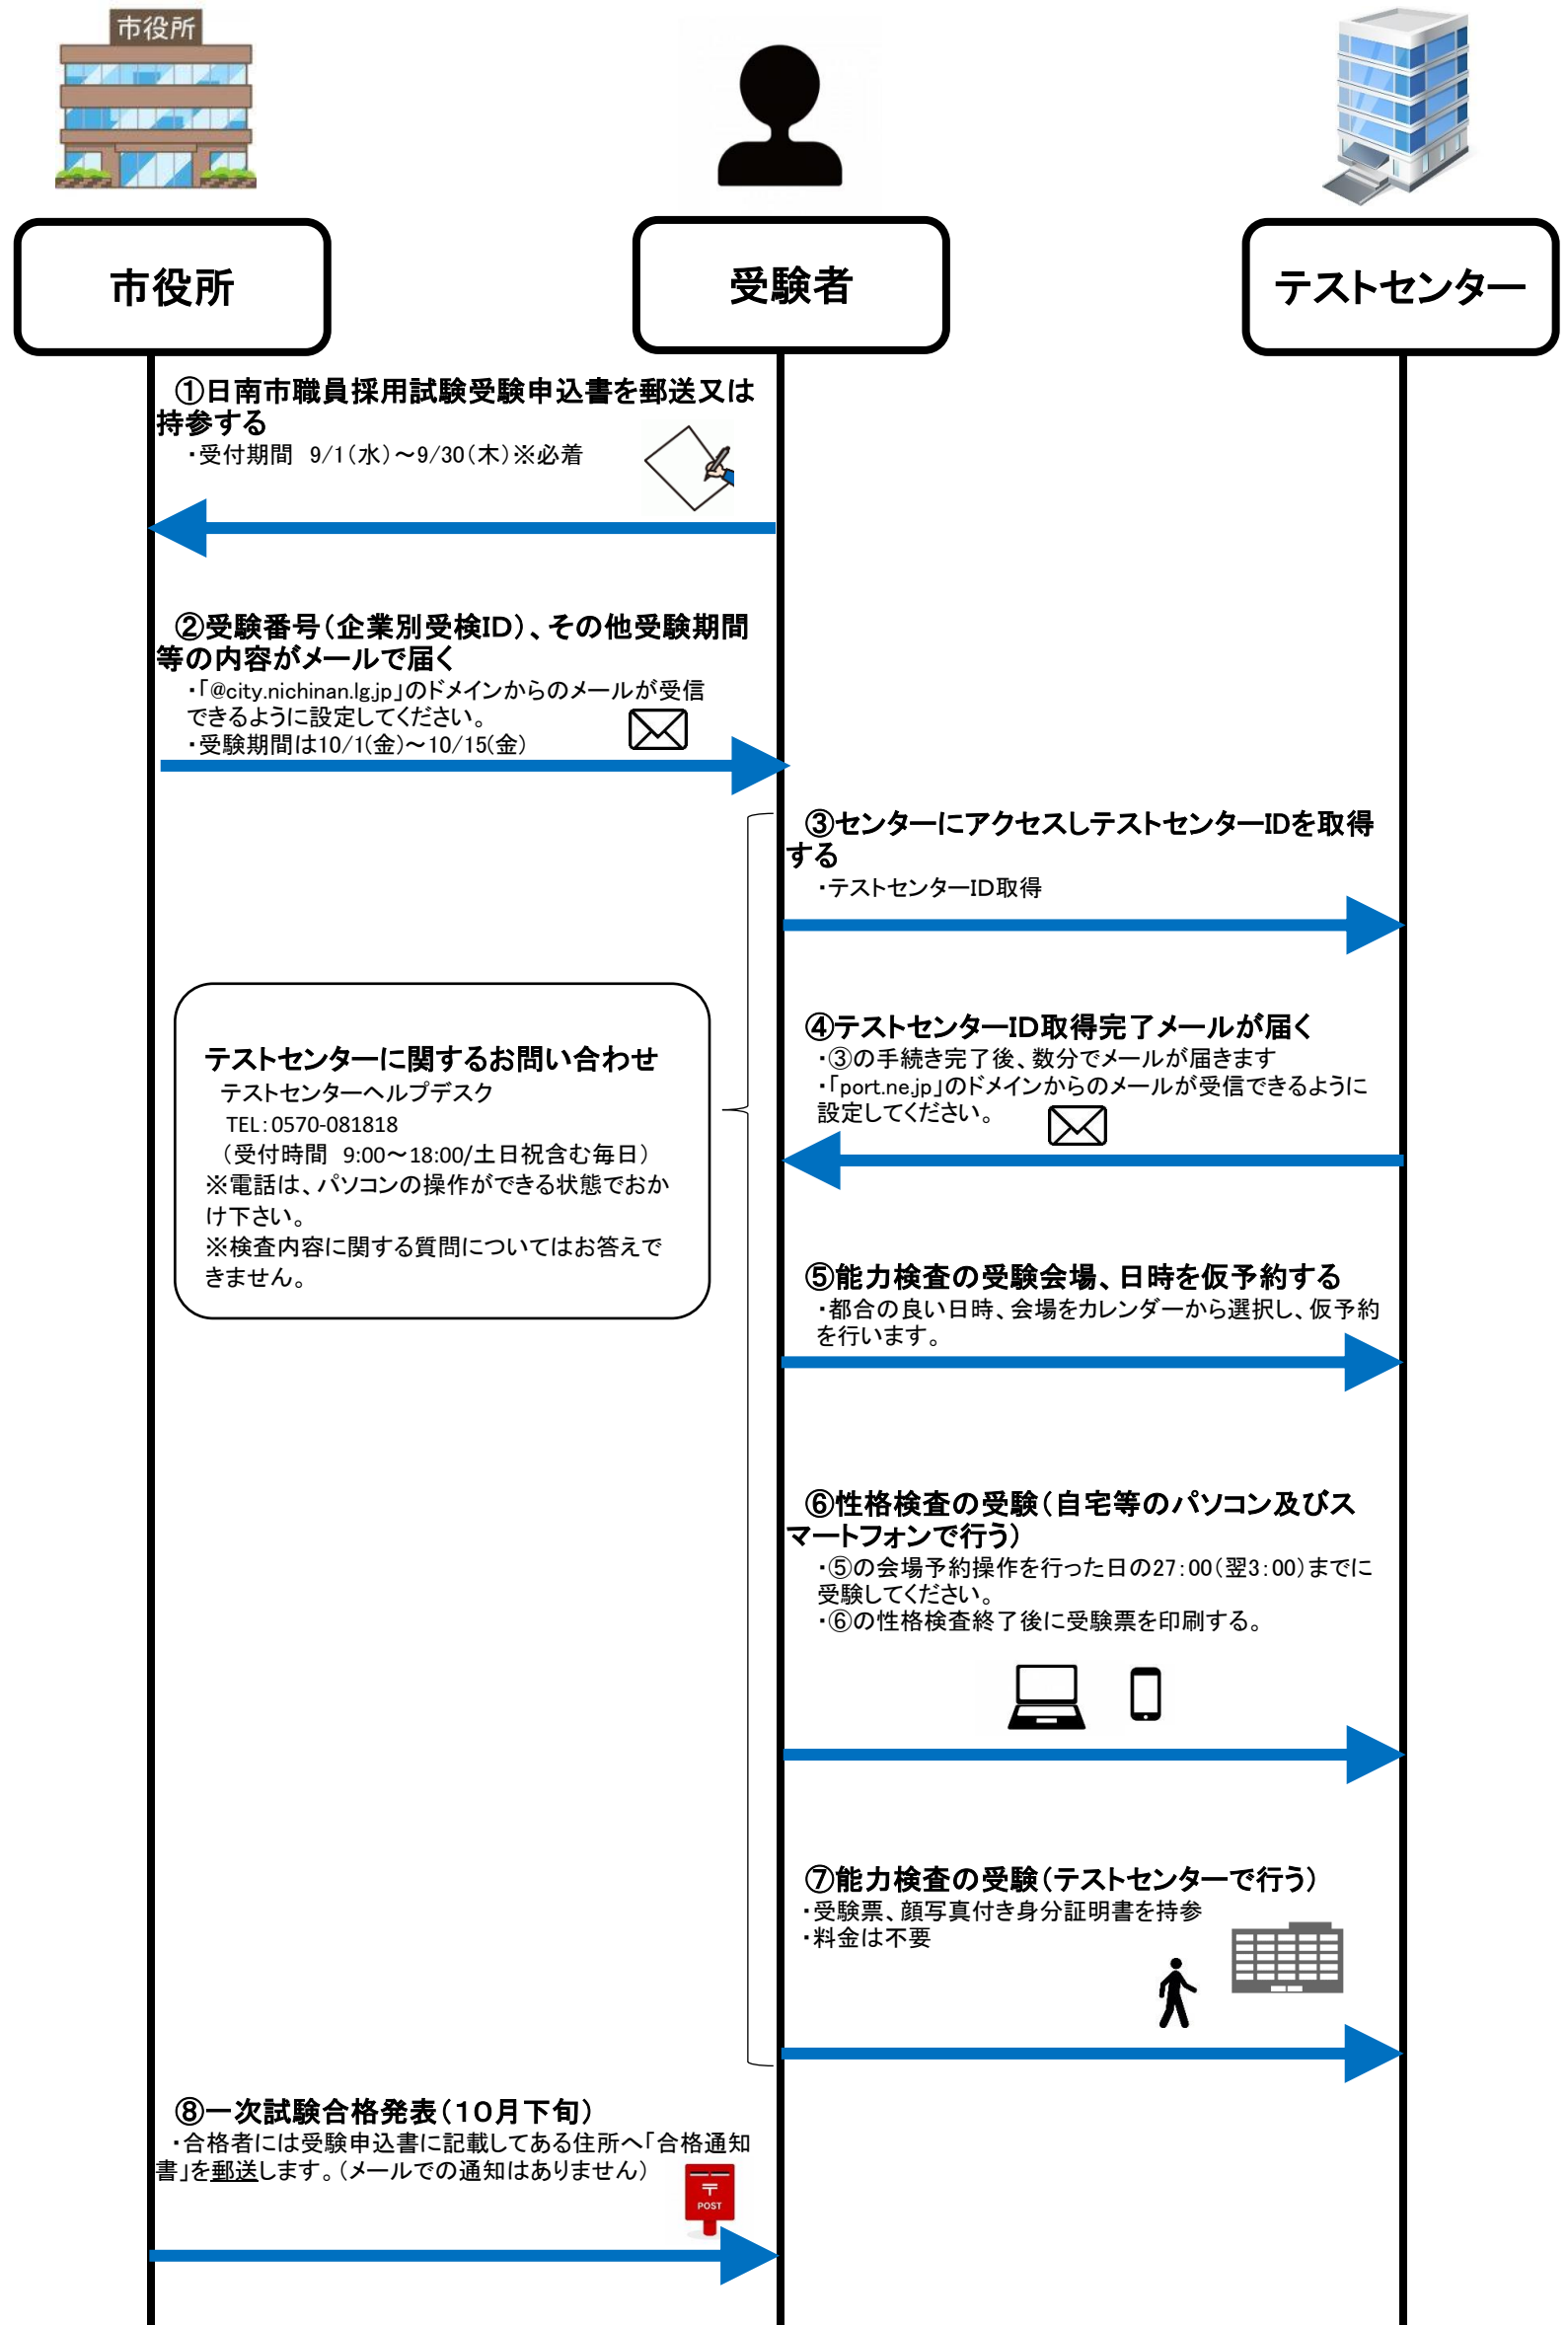 市役所
市役所
受験者
テストセンター
①日南市職員採用試験受験申込書を郵送又は
持参する
・受付期間 9/1(水)～9/30(木)※必着
②受験番号(企業別受検ID)、その他受験期間
等の内容がメールで届く
・「@city.nichinan.lg.jp」のドメインからのメールが受信
できるように設定してください。
・受験期間は10/1(金)～10/15(金)
③センターにアクセスしテストセンターIDを取得
する
・テストセンターID取得
テストセンターに関するお問い合わせ
テストセンターヘルプデスク
TEL:0570-081818
(受付時間 9:00～18:00/土日祝含む毎日)
※電話は、パソコンの操作ができる状態でおか
け下さい。
※検査内容に関する質問についてはお答えで
きません。
④テストセンターID取得完了メールが届く
・③の手続き完了後、数分でメールが届きます
・「port.ne.jp」のドメインからのメールが受信できるように
設定してください。
⑤能力検査の受験会場、日時を仮予約する
・都合の良い日時、会場をカレンダーから選択し、仮予約
を行います。
⑥性格検査の受験(自宅等のパソコン及びス
マートフォンで行う)
・⑤の会場予約操作を行った日の27:00(翌3:00)までに
受験してください。
・⑥の性格検査終了後に受験票を印刷する。
⑦能力検査の受験(テストセンターで行う)
・受験票、顔写真付き身分証明書を持参
・料金は不要
⑧一次試験合格発表(10月下旬)
・合格者には受験申込書に記載してある住所へ「合格通知
書」を郵送します。(メールでの通知はありません)
〒
POST